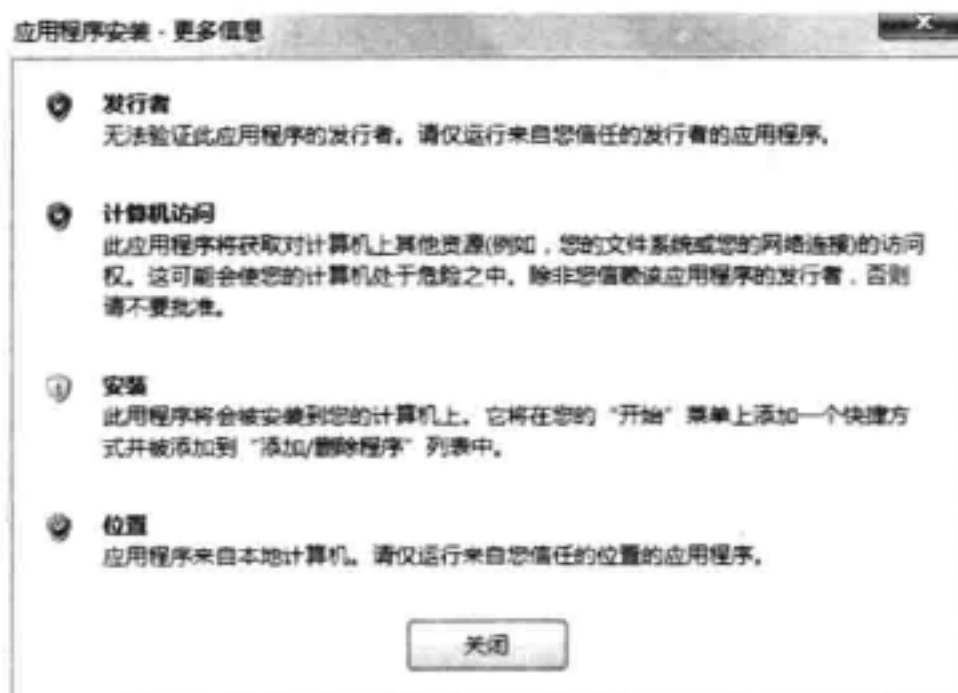 应用程序安装 - 更多信息
发行者
无法验证此应用程序的发行者。请仅运行来自您信任的发行者的应用程序。
计算机访问
此应用程序将获取对计算机上其他资源(例如，您的文件系统或您的网络连接)的访问
权。这可能会使您的计算机处于危险之中。除非您信赖该应用程序的发行者，否则
请不要批准。
安装
此用程序将会被安装到您的计算机上。它将在您的“开始”菜单上添加一个快捷方
式并被添加到“添加/删除程序”列表中。
位置
应用程序来自本地计算机。请仅运行来自您信任的位置的应用程序。
关闭